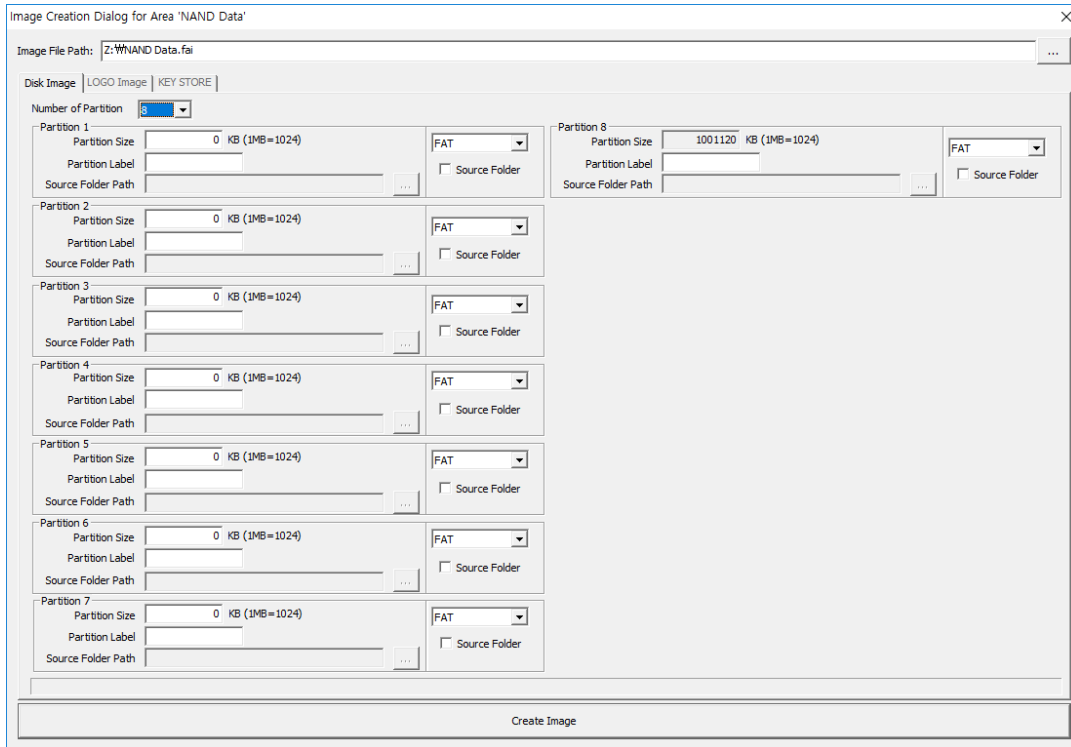 Image Creation Dialog for Area 'NAND Data'
Image File Path: Z:₩NAND Data.fai ...
Disk Image LOGO Image KEY STORE
Number of Partition 8
Partition 1
Partition Size 0 KB (1MB=1024) FAT
Partition Label
Source Folder
Source Folder Path ...
Partition 2
Partition Size 0 KB (1MB=1024) FAT
Partition Label
Source Folder
Source Folder Path ...
Partition 3
Partition Size 0 KB (1MB=1024) FAT
Partition Label
Source Folder
Source Folder Path ...
Partition 4
Partition Size 0 KB (1MB=1024) FAT
Partition Label
Source Folder
Source Folder Path ...
Partition 5
Partition Size 0 KB (1MB=1024) FAT
Partition Label
Source Folder
Source Folder Path ...
Partition 6
Partition Size 0 KB (1MB=1024) FAT
Partition Label
Source Folder
Source Folder Path ...
Partition 7
Partition Size 0 KB (1MB=1024) FAT
Partition Label
Source Folder
Source Folder Path ...
Partition 8
Partition Size 1001120 KB (1MB=1024) FAT
Partition Label
Source Folder
Source Folder Path ...
Create Image